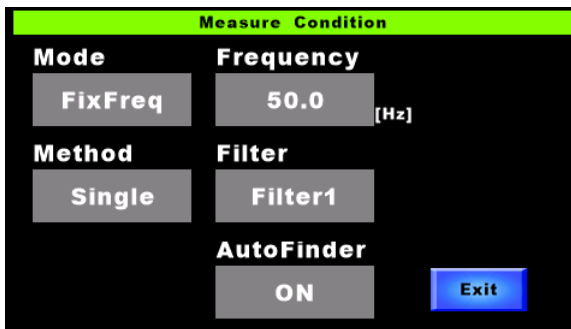 Measure Condition
Mode
Frequency
FixFreq
50.0
[Hz]
Method
Filter
Single
Filter1
AutoFinder
ON
Exit